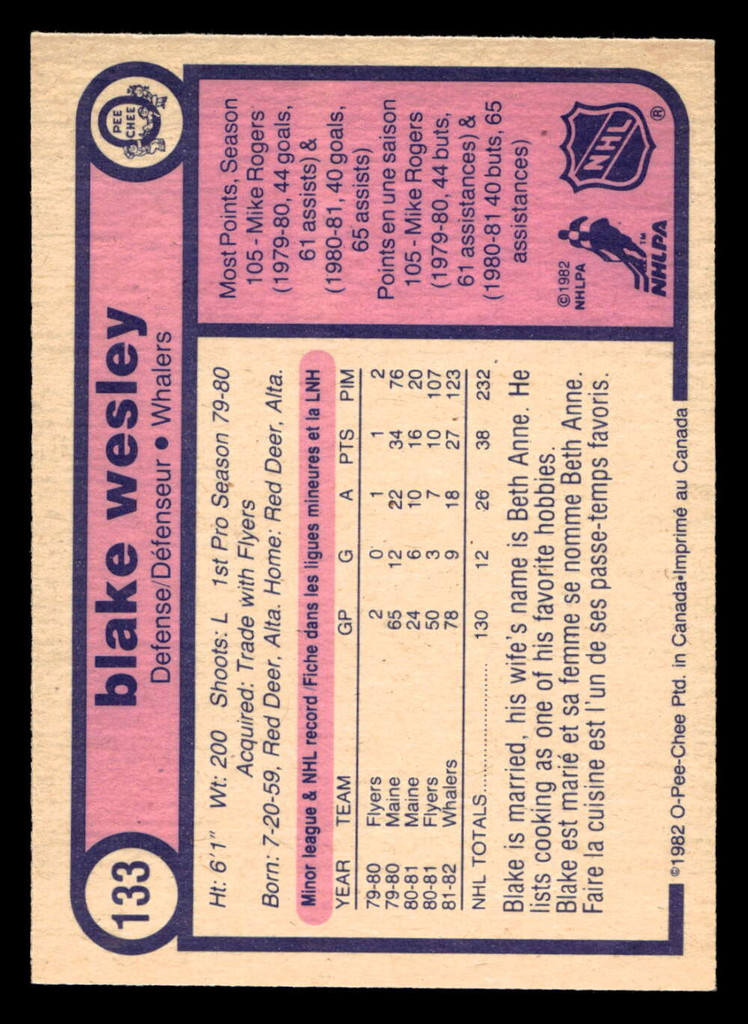 133
blake wesley
Defense/Défenseur • Whalers
O PEE CHEE
Ht: 6'1" Wt: 200 Shoots: L 1st Pro Season 79-80
Acquired: Trade with Flyers
Born: 7-20-59, Red Deer, Alta. Home: Red Deer, Alta.
Minor league & NHL record/Fiche dans les ligues mineures et la LNH
YEAR TEAM GP G A PTS PIM
79-80 Flyers 2 0 1 1 2
79-80 Maine 65 12 22 34 76
80-81 Maine 24 6 10 16 20
80-81 Flyers 50 3 7 10 107
81-82 Whalers 78 9 18 27 123
NHL TOTALS.................... 130 12 26 38 232
Blake is married, his wife's name is Beth Anne. He
lists cooking as one of his favorite hobbies.
Blake est marié et sa femme se nomme Beth Anne.
Faire la cuisine est l'un de ses passe-temps favoris.
©1982 O-Pee-Chee Ptd. in Canada•Imprimé au Canada
Most Points, Season
105 - Mike Rogers
(1979-80, 44 goals,
61 assists) &
(1980-81, 40 goals,
65 assists)
Points en une saison
105 - Mike Rogers
(1979-80, 44 buts,
61 assistances) &
(1980-81 40 buts, 65
assistances)
©1982
NHLPA
NHLPA™
NHL ®